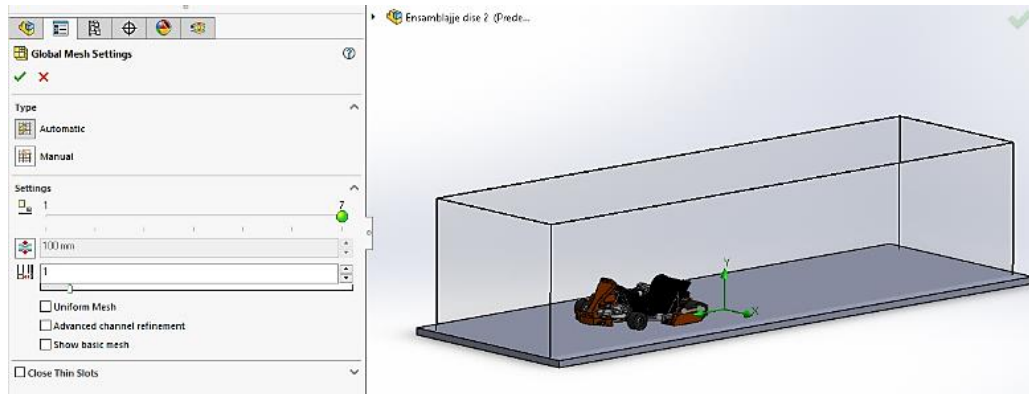 Ensamblajje dise 2 (Prede...
Global Mesh Settings
Type
Automatic
Manual
Settings
1
7
100 mm
1
Uniform Mesh
Advanced channel refinement
Show basic mesh
Close Thin Slots
Y
X